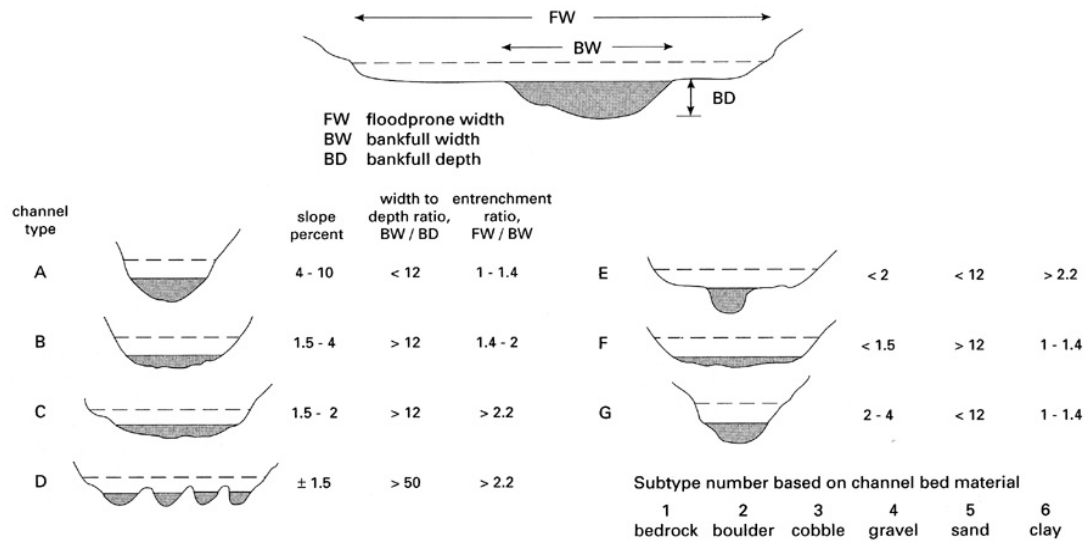 FW
BW
BD
FW floodprone width
BW bankfull width
BD bankfull depth
channel type
slope percent
width to depth ratio, BW / BD
entrenchment ratio, FW / BW
A 4 - 10 < 12 1 - 1.4
B 1.5 - 4 > 12 1.4 - 2
C 1.5 - 2 > 12 > 2.2
D ± 1.5 > 50 > 2.2
E < 2 < 12 > 2.2
F < 1.5 > 12 1 - 1.4
G 2 - 4 < 12 1 - 1.4
Subtype number based on channel bed material
1 2 3 4 5 6
bedrock boulder cobble gravel sand clay